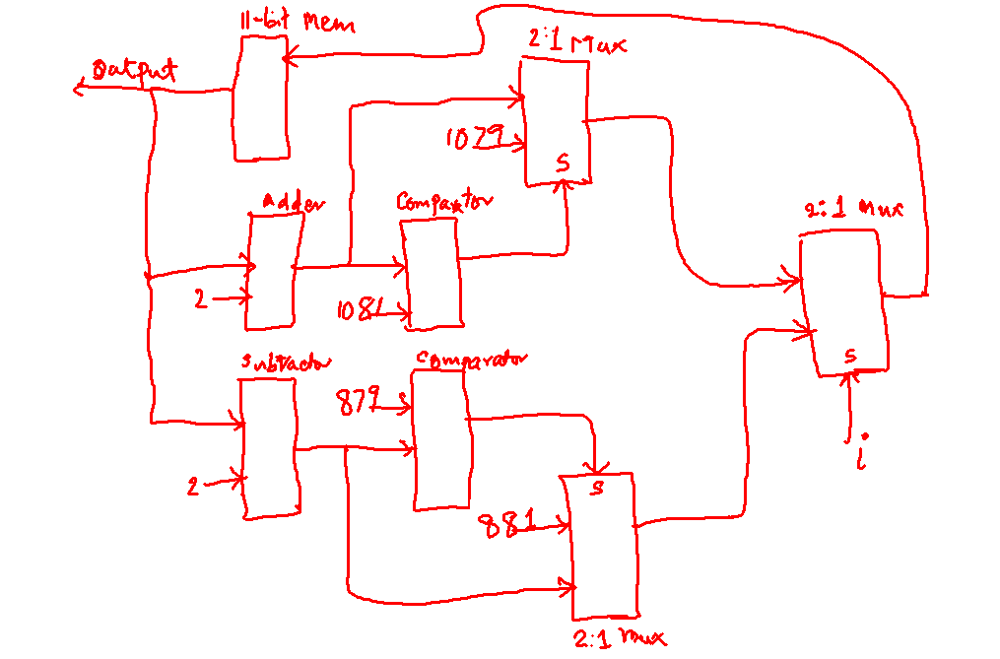 11-bit Mem
Output
2:1 Mux
1029
S
Adder
Comparator
2:1 Mux
2
1081
S
Subtractor
Comparator
879
i
2
S
881
2:1 Mux